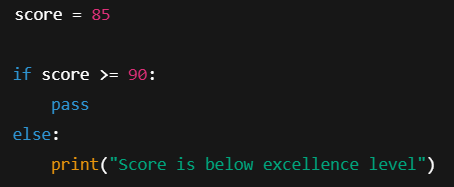 score = 85
if score >= 90:
    pass
else:
    print("Score is below excellence level")